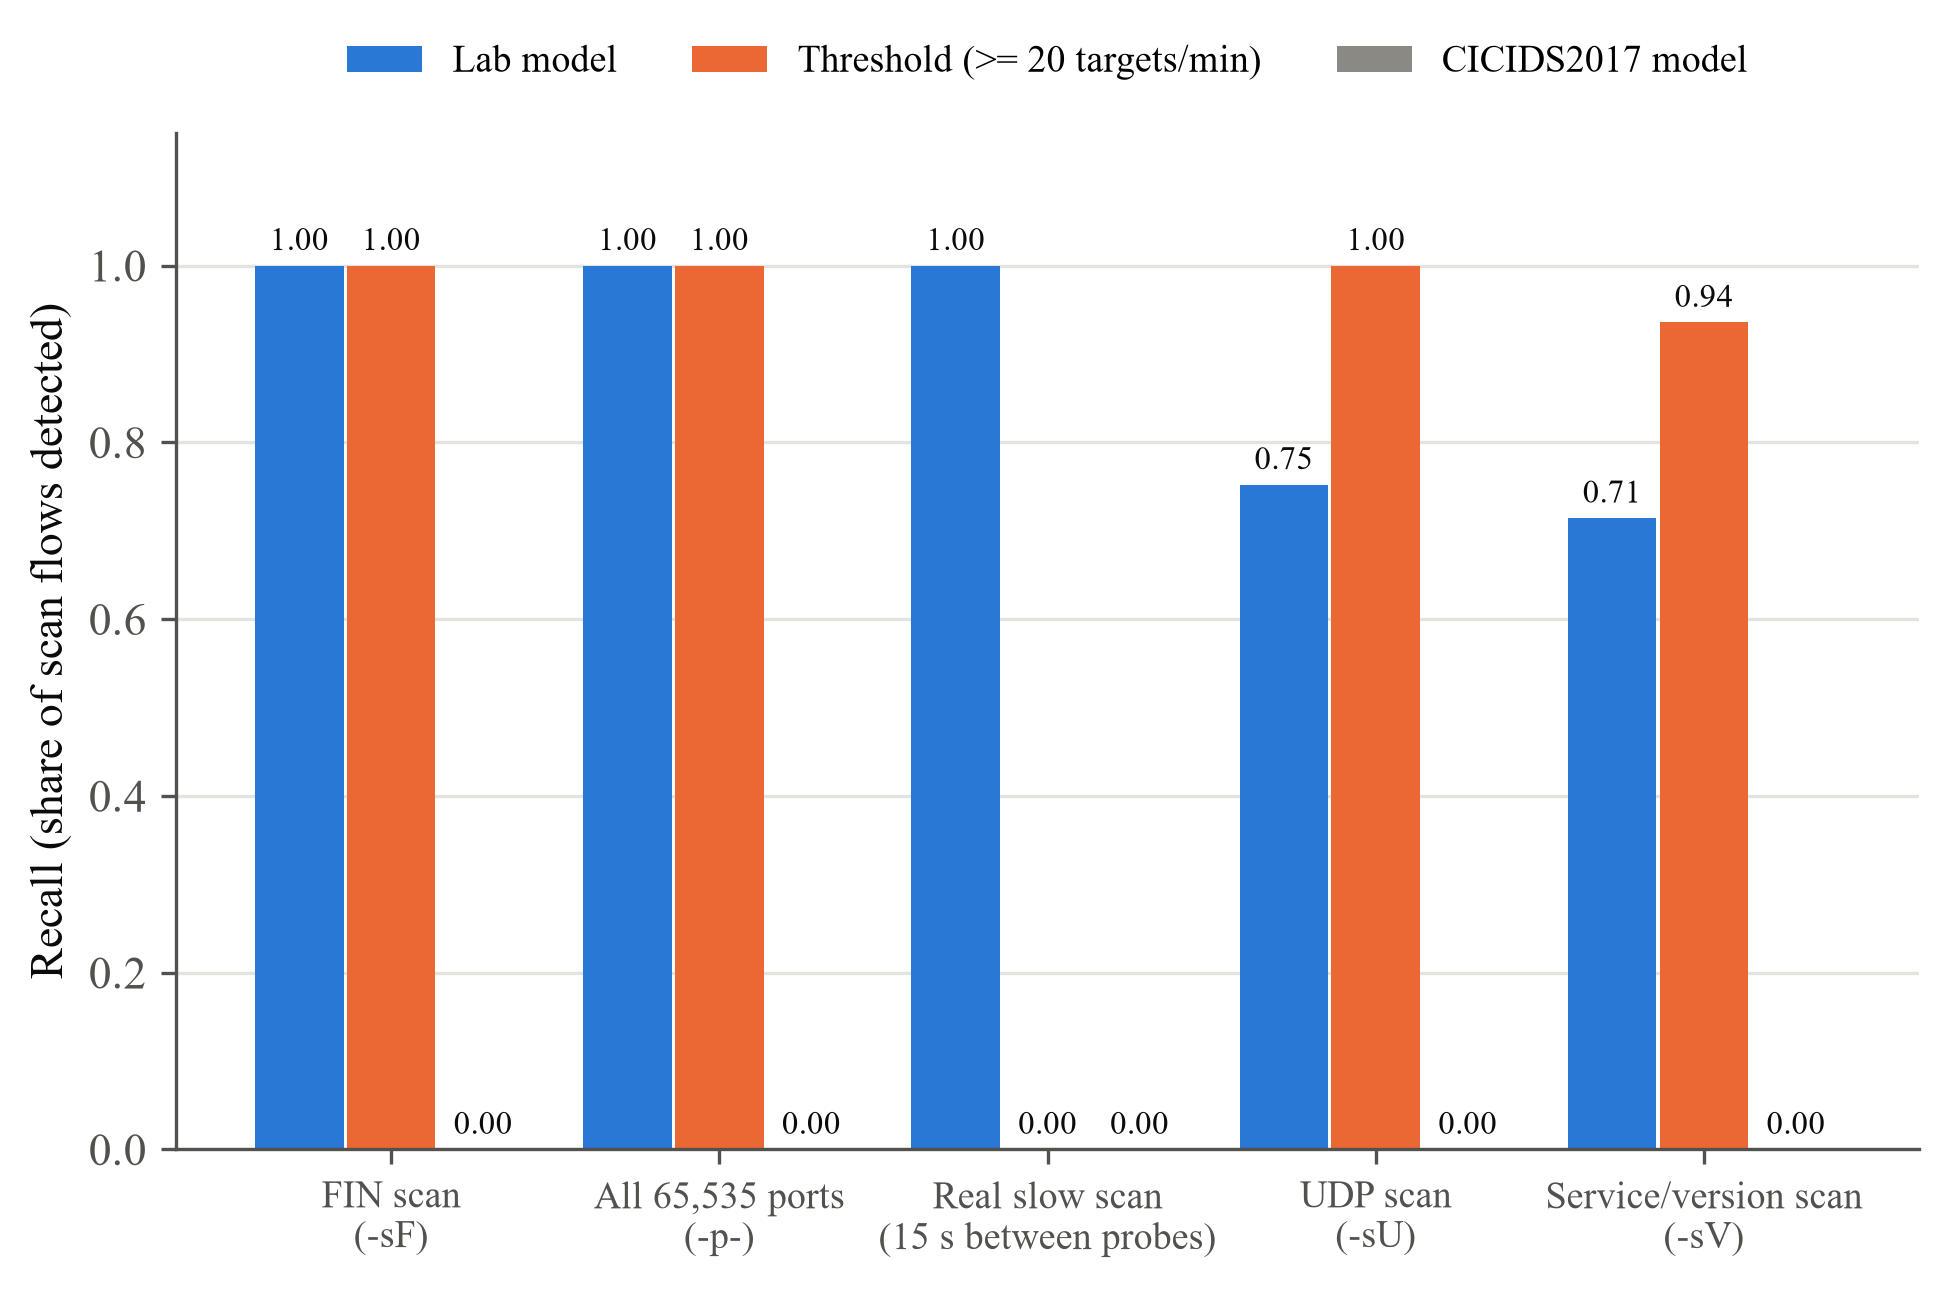 Lab model
Threshold (>= 20 targets/min)
CICIDS2017 model
Recall (share of scan flows detected)
1.0
0.8
0.6
0.4
0.2
0.0
1.00
1.00
0.00
1.00
1.00
0.00
1.00
0.00
0.00
0.75
1.00
0.00
0.71
0.94
0.00
FIN scan
(-sF)
All 65,535 ports
(-p-)
Real slow scan
(15 s between probes)
UDP scan
(-sU)
Service/version scan
(-sV)